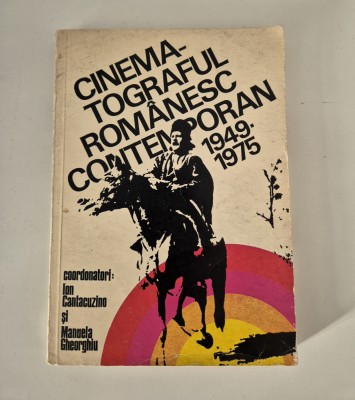 CINEMA-
TOGRAFUL
ROMÂNESC
CONTEMPORAN
1949-
1975
coordonatori:
Ion
Cantacuzino
și
Manuela
Gheorghiu